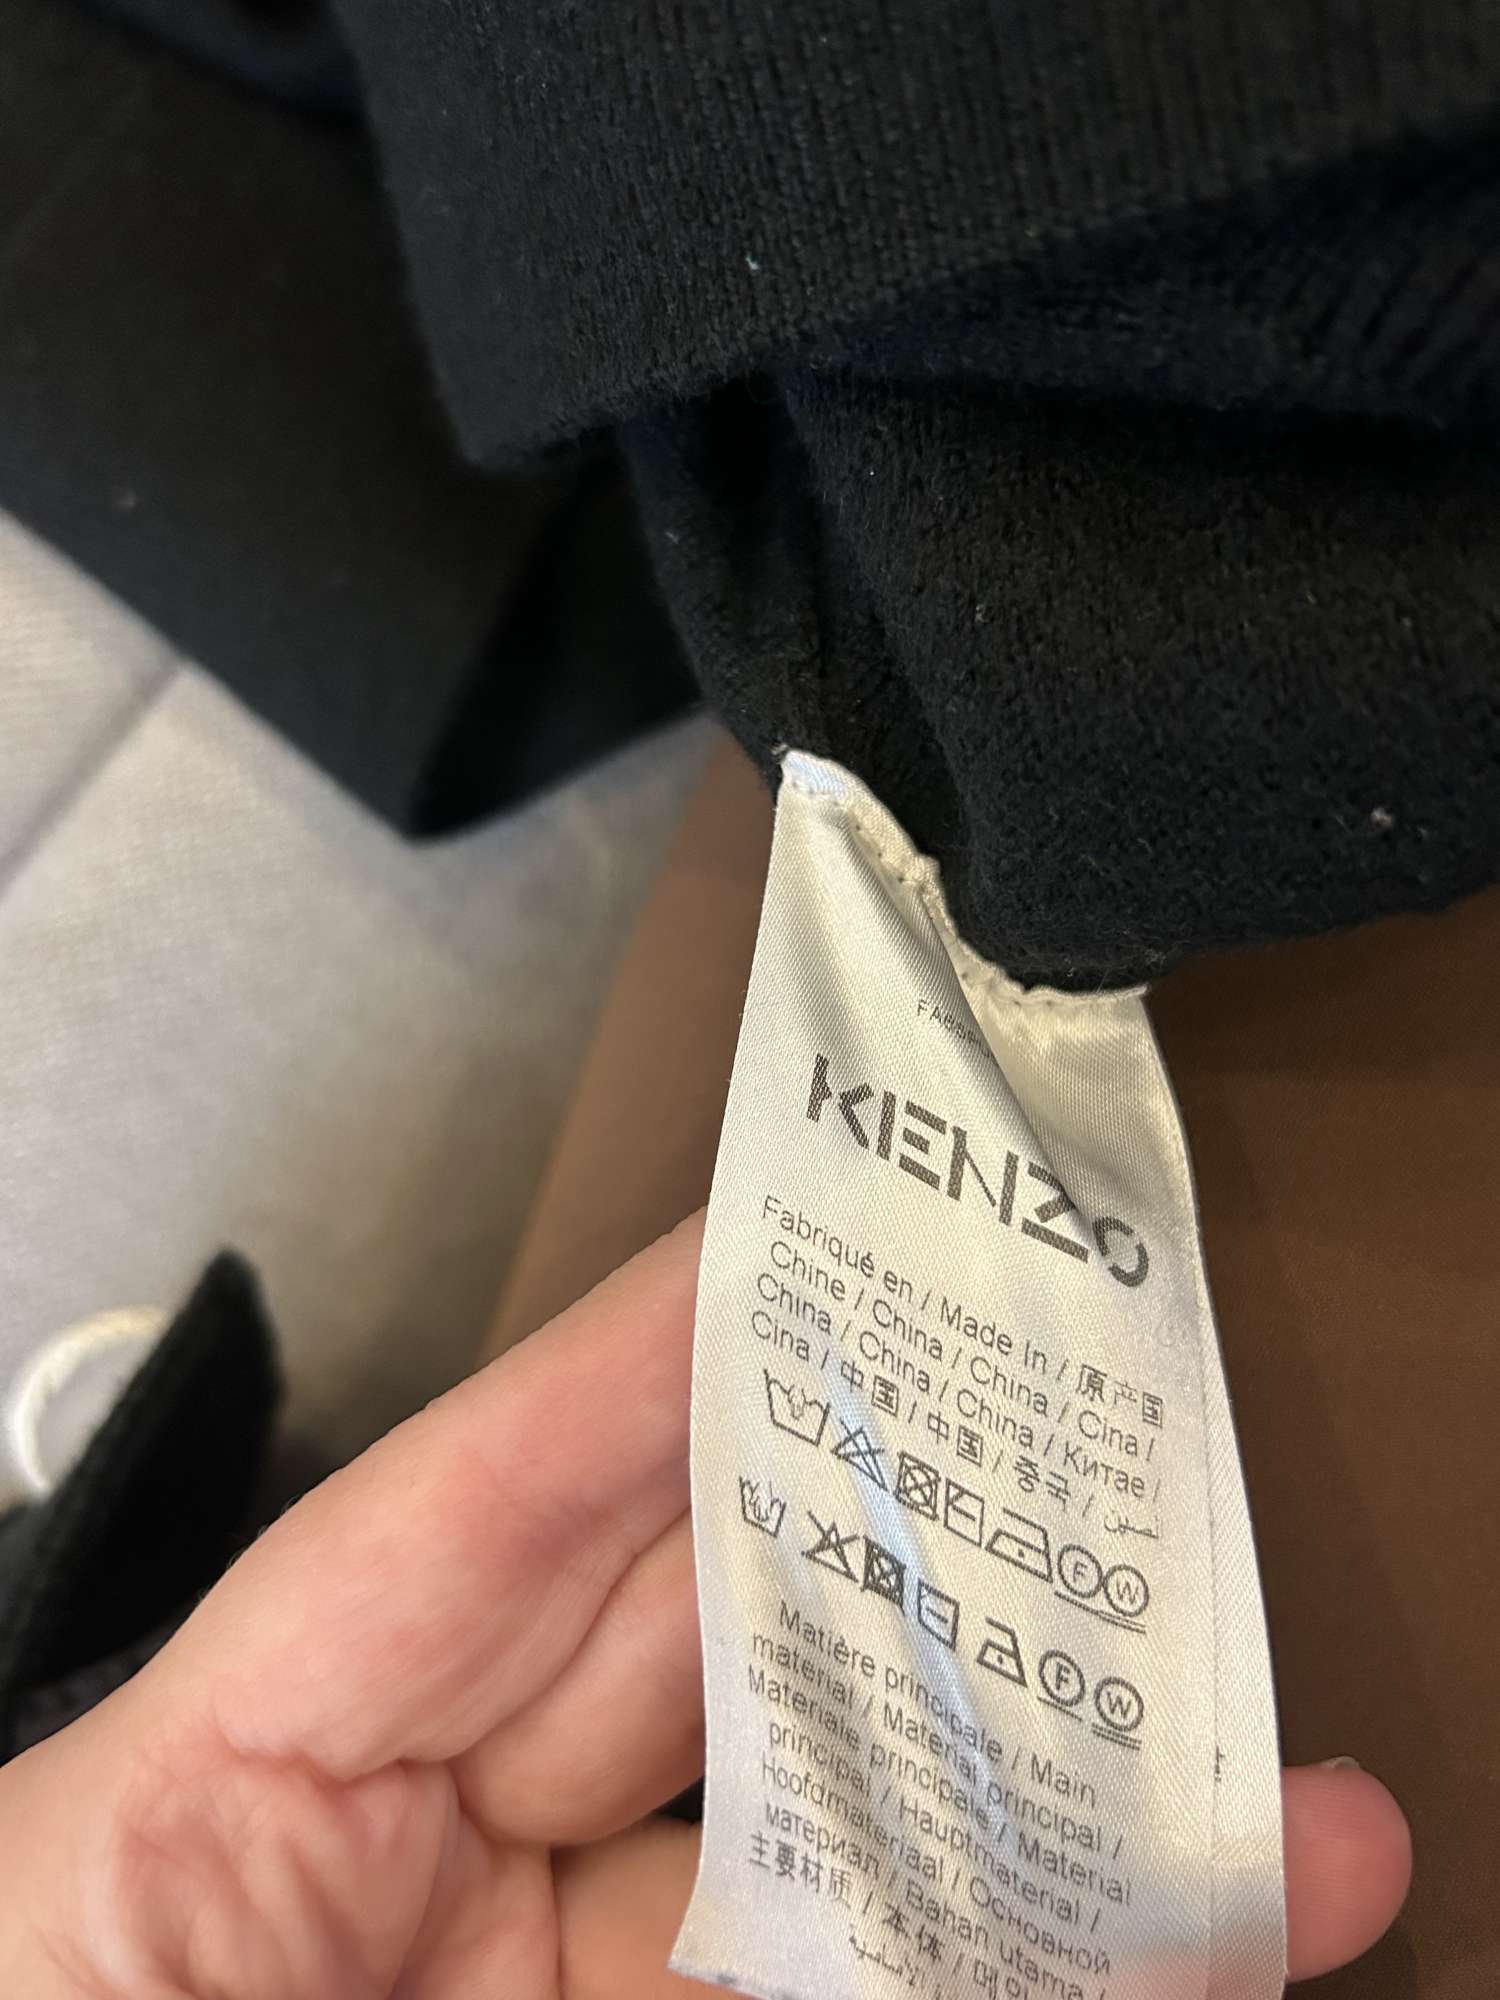 KENZO
Fabriqué en / Made In / 原产国
Chine / China / China / Cina /
China / China / China / Китае /
Cina / 中国 / 中国 / 중국 /
F W
F W
Matière principale / Main
material / Material principal /
Materiale principale / Material
principal / Hauptmaterial /
Hoofdmateriaal / Основной
материал / Bahan utama /
主要材质 / 本体 /